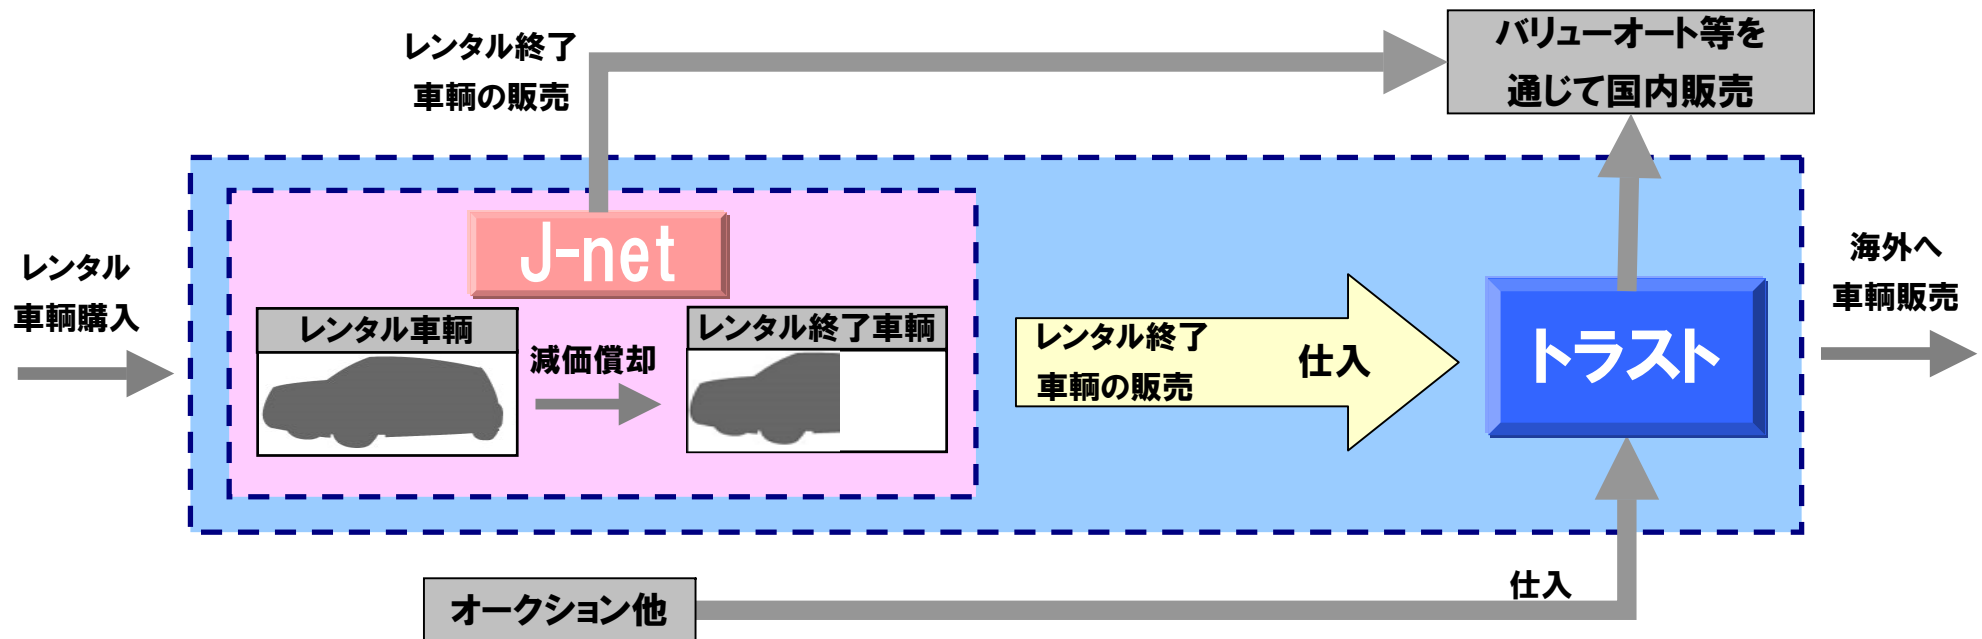 レンタル終了
車輌の販売
バリューオート等を
通じて国内販売
レンタル
車輌購入
J-net
レンタル車輌
減価償却
レンタル終了車輌
レンタル終了
車輌の販売
仕入
トラスト
海外へ
車輌販売
オークション他
仕入